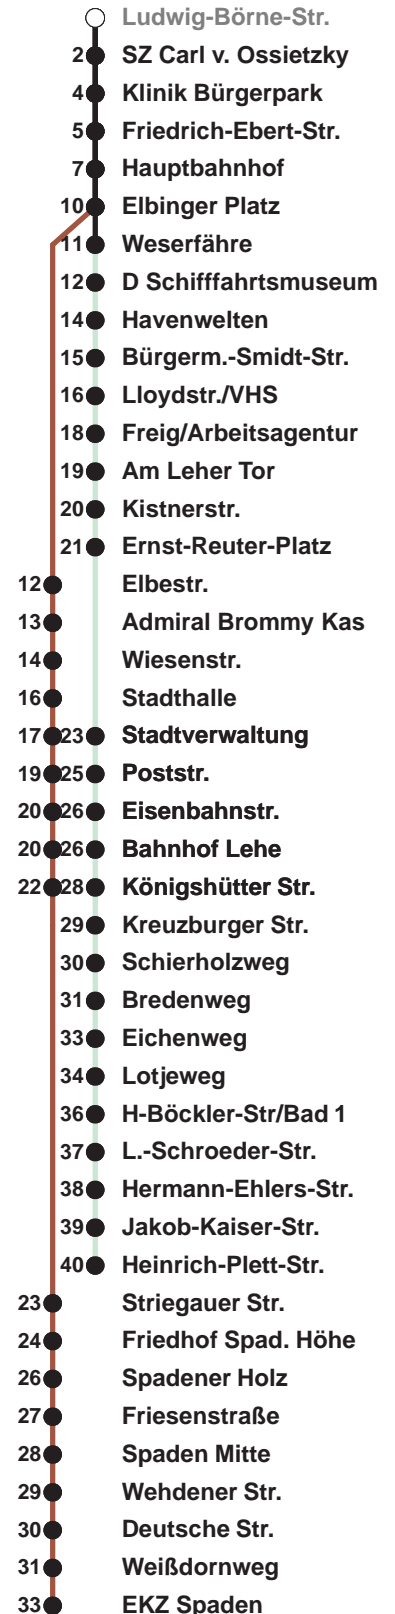 Ludwig-Börne-Str.
2 SZ Carl v. Ossietzky
4 Klinik Bürgerpark
5 Friedrich-Ebert-Str.
7 Hauptbahnhof
10 Elbinger Platz
11 Weserfähre
12 D Schifffahrtsmuseum
14 Havenwelten
15 Bürgerm.-Smidt-Str.
16 Lloydstr./VHS
18 Freig/Arbeitsagentur
19 Am Leher Tor
20 Kistnerstr.
21 Ernst-Reuter-Platz
12 Elbestr.
13 Admiral Brommy Kas
14 Wiesenstr.
16 Stadthalle
17 23 Stadtverwaltung
19 25 Poststr.
20 26 Eisenbahnstr.
20 26 Bahnhof Lehe
22 28 Königshütter Str.
29 Kreuzburger Str.
30 Schierholzweg
31 Bredenweg
33 Eichenweg
34 Lotjeweg
36 H-Böckler-Str/Bad 1
37 L.-Schroeder-Str.
38 Hermann-Ehlers-Str.
39 Jakob-Kaiser-Str.
40 Heinrich-Plett-Str.
23 Striegauer Str.
24 Friedhof Spad. Höhe
26 Spadener Holz
27 Friesenstraße
28 Spaden Mitte
29 Wehdener Str.
30 Deutsche Str.
31 Weißdornweg
33 EKZ Spaden